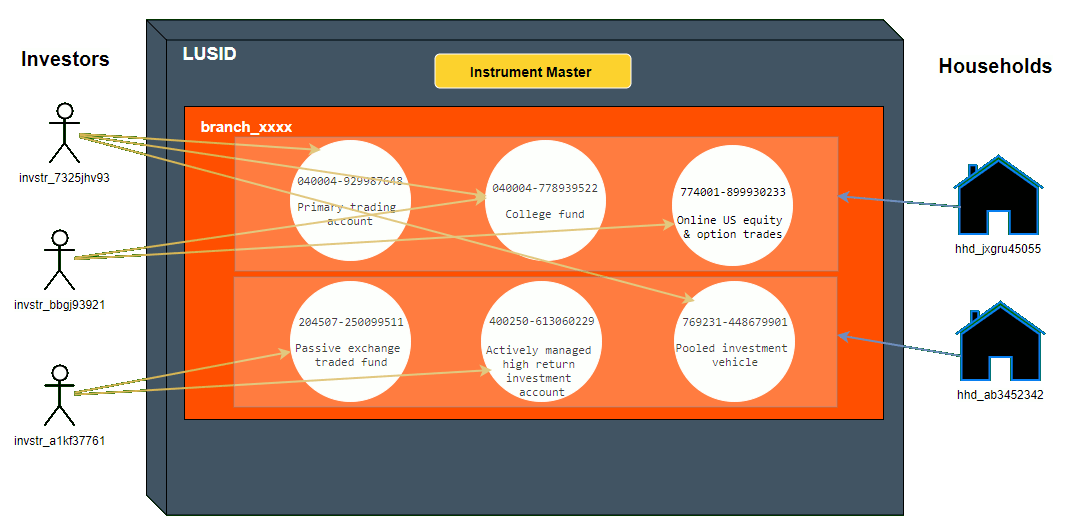 Investors
LUSID
Instrument Master
Households
branch_xxxx
invstr_7325jhv93
040004-929987648
Primary trading
account
040004-778939522
College fund
774001-899930233
Online US equity
& option trades
hhd_jxgru45055
invstr_bbgj93921
204507-250099511
Passive exchange
traded fund
400250-613060229
Actively managed
high return
investment
account
769231-448679901
Pooled investment
vehicle
hhd_ab3452342
invstr_a1kf37761